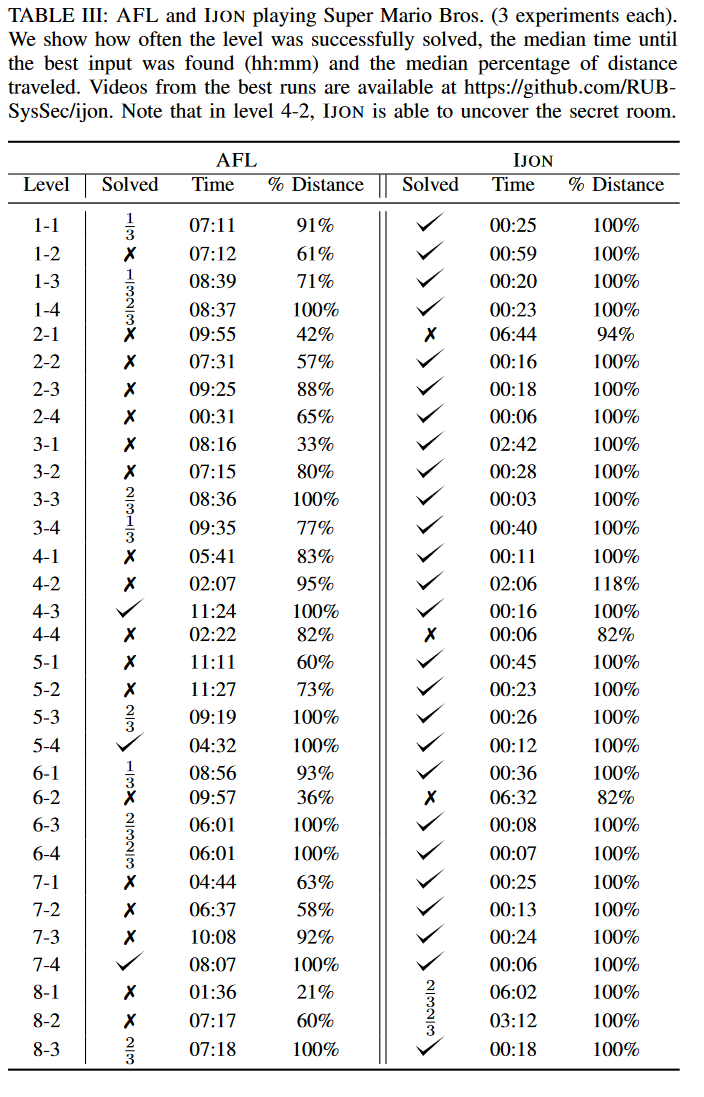 TABLE III: AFL and IJON playing Super Mario Bros. (3 experiments each).
We show how often the level was successfully solved, the median time until
the best input was found (hh:mm) and the median percentage of distance
traveled. Videos from the best runs are available at https://github.com/RUB-
SysSec/ijon. Note that in level 4-2, IJON is able to uncover the secret room.
AFL IJON
Level Solved Time % Distance Solved Time % Distance
1-1 1/3 07:11 91% ✓ 00:25 100%
1-2 ✗ 07:12 61% ✓ 00:59 100%
1-3 1/3 08:39 71% ✓ 00:20 100%
1-4 2/3 08:37 100% ✓ 00:23 100%
2-1 ✗ 09:55 42% ✗ 06:44 94%
2-2 ✗ 07:31 57% ✓ 00:16 100%
2-3 ✗ 09:25 88% ✓ 00:18 100%
2-4 ✗ 00:31 65% ✓ 00:06 100%
3-1 ✗ 08:16 33% ✓ 02:42 100%
3-2 ✗ 07:15 80% ✓ 00:28 100%
3-3 2/3 08:36 100% ✓ 00:03 100%
3-4 1/3 09:35 77% ✓ 00:40 100%
4-1 ✗ 05:41 83% ✓ 00:11 100%
4-2 ✗ 02:07 95% ✓ 02:06 118%
4-3 ✓ 11:24 100% ✓ 00:16 100%
4-4 ✗ 02:22 82% ✗ 00:06 82%
5-1 ✗ 11:11 60% ✓ 00:45 100%
5-2 ✗ 11:27 73% ✓ 00:23 100%
5-3 2/3 09:19 100% ✓ 00:26 100%
5-4 ✓ 04:32 100% ✓ 00:12 100%
6-1 1/3 08:56 93% ✓ 00:36 100%
6-2 ✗ 09:57 36% ✗ 06:32 82%
6-3 2/3 06:01 100% ✓ 00:08 100%
6-4 2/3 06:01 100% ✓ 00:07 100%
7-1 ✗ 04:44 63% ✓ 00:25 100%
7-2 ✗ 06:37 58% ✓ 00:13 100%
7-3 ✗ 10:08 92% ✓ 00:24 100%
7-4 ✓ 08:07 100% ✓ 00:06 100%
8-1 ✗ 01:36 21% 2/3 06:02 100%
8-2 ✗ 07:17 60% 2/3 03:12 100%
8-3 2/3 07:18 100% ✓ 00:18 100%